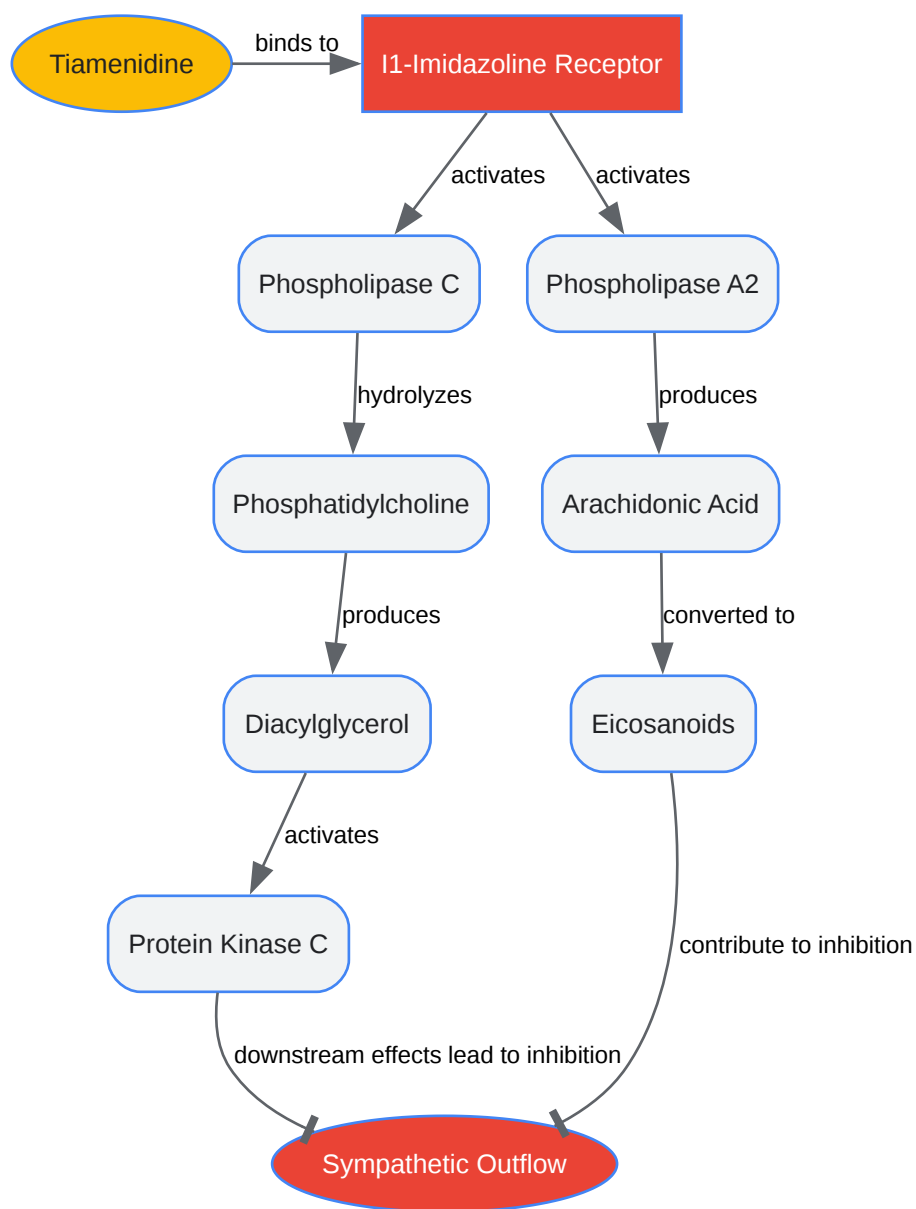 Tiamenidine
binds to
I1-Imidazoline Receptor
activates
activates
Phospholipase C
Phospholipase A2
hydrolyzes
produces
Phosphatidylcholine
Arachidonic Acid
produces
converted to
Diacylglycerol
Eicosanoids
activates
Protein Kinase C
contribute to inhibition
downstream effects lead to inhibition
Sympathetic Outflow